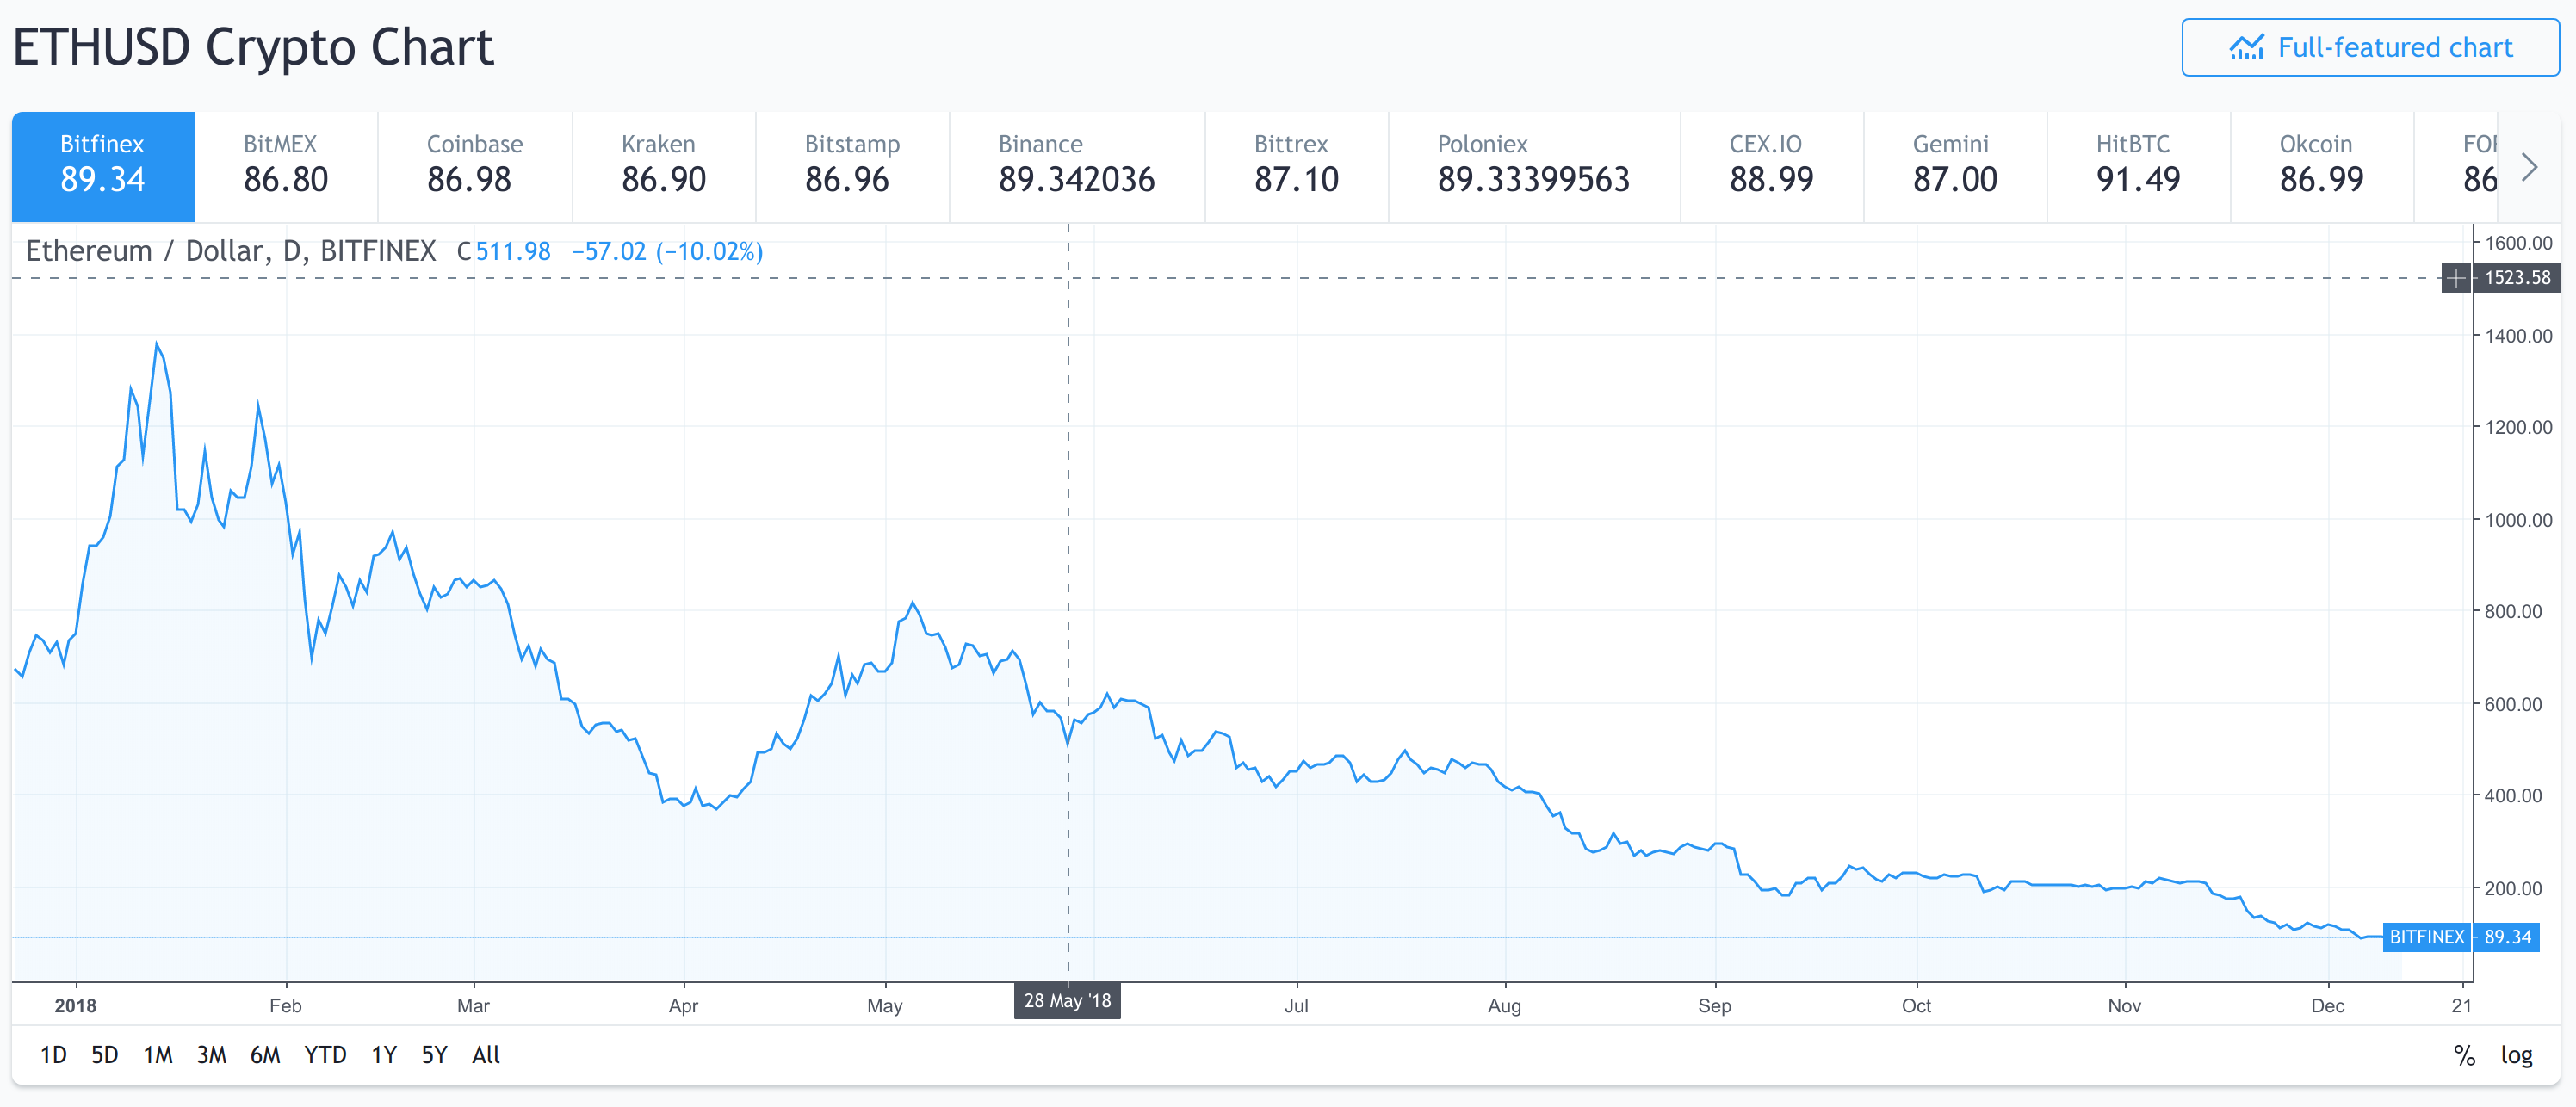 ETHUSD Crypto Chart
Full-featured chart
Bitfinex BitMEX Coinbase Kraken Bitstamp Binance Bittrex Poloniex CEX.IO Gemini HitBTC Okcoin
89.34 86.80 86.98 86.90 86.96 89.342036 87.10 89.33399563 88.99 87.00 91.49 86.99 86
Ethereum / Dollar, D, BITFINEX C 511.98 −57.02 (−10.02%)
1600.00
1523.58
1400.00
1200.00
1000.00
800.00
600.00
400.00
200.00
BITFINEX 89.34
2018 Feb Mar Apr May 28 May '18 Jul Aug Sep Oct Nov Dec 21
1D 5D 1M 3M 6M YTD 1Y 5Y All % log